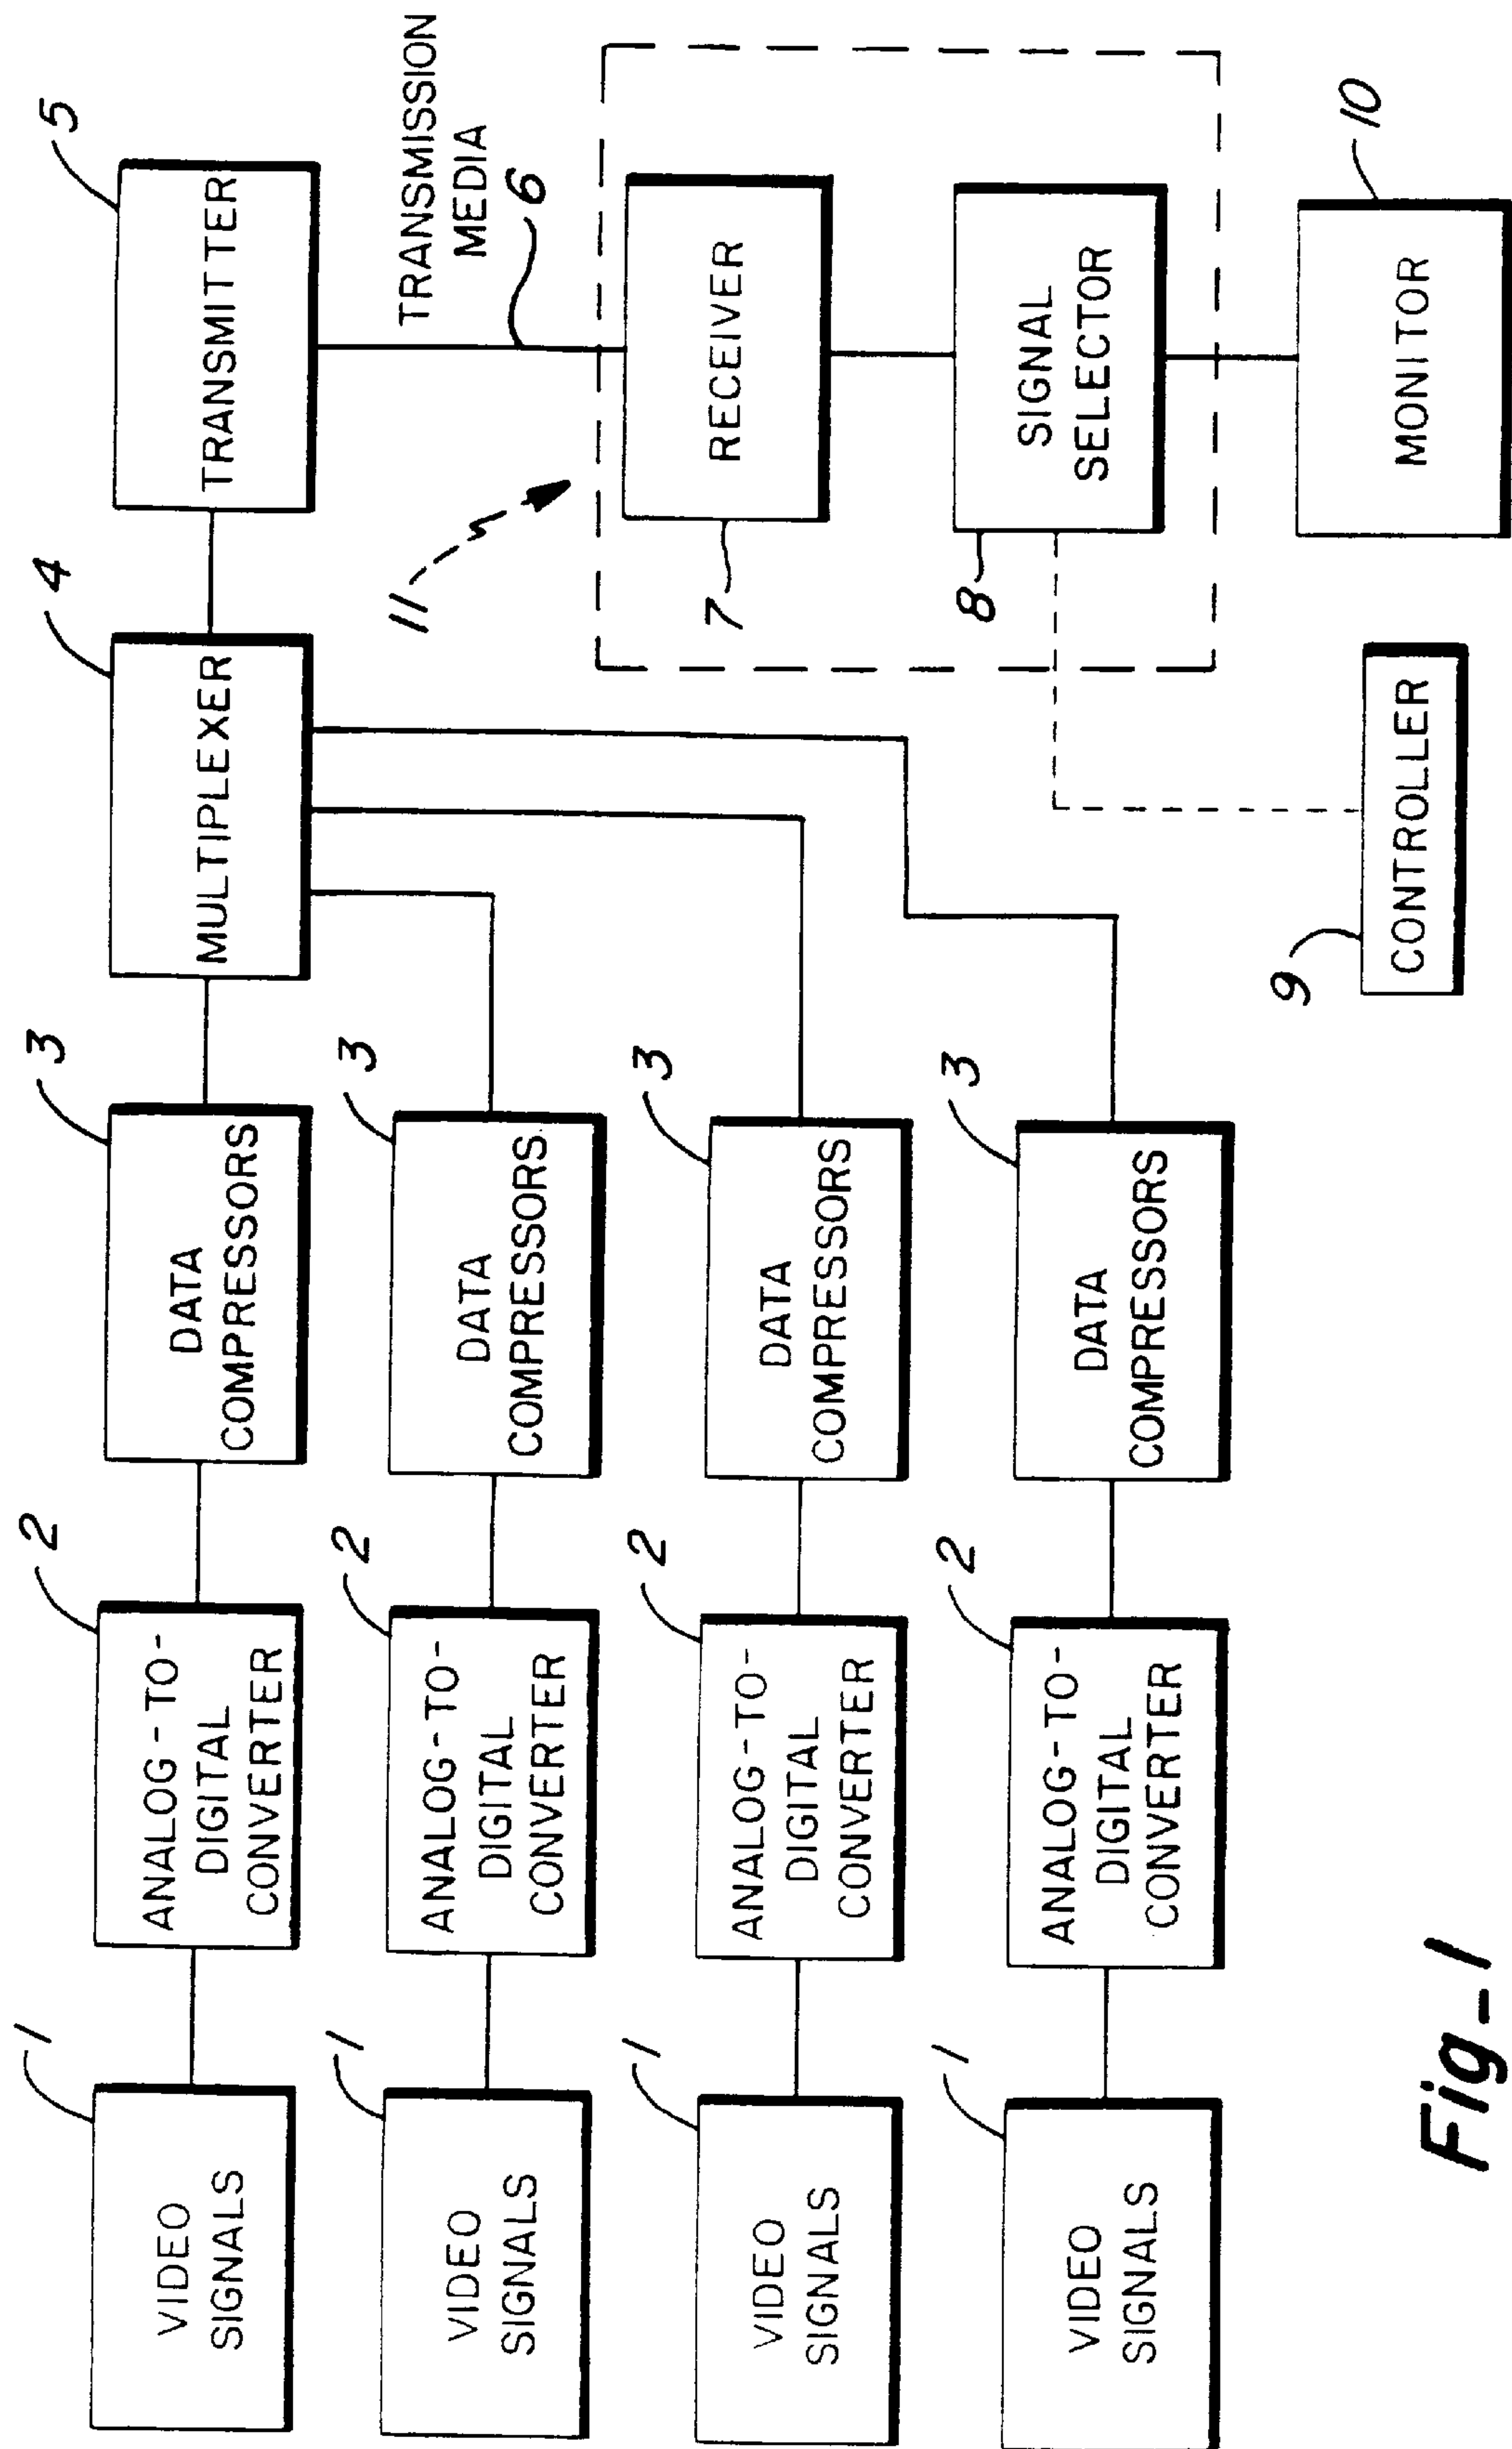 1
VIDEO
SIGNALS
2
ANALOG-TO-
DIGITAL
CONVERTER
3
DATA
COMPRESSORS
4
MULTIPLEXER
5
TRANSMITTER
1
VIDEO
SIGNALS
2
ANALOG-TO-
DIGITAL
CONVERTER
3
DATA
COMPRESSORS
TRANSMISSION
MEDIA
6
11
1
VIDEO
SIGNALS
2
ANALOG-TO-
DIGITAL
CONVERTER
3
DATA
COMPRESSORS
7
RECEIVER
1
VIDEO
SIGNALS
2
ANALOG-TO-
DIGITAL
CONVERTER
3
DATA
COMPRESSORS
8
SIGNAL
SELECTOR
9
CONTROLLER
10
MONITOR
Fig-1